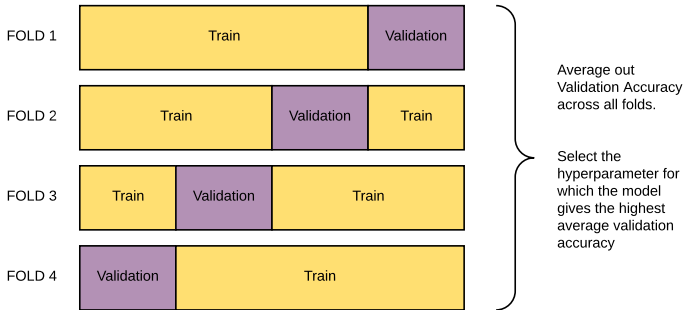 FOLD 1
Train
Validation
FOLD 2
Train
Validation
Train
FOLD 3
Train
Validation
Train
FOLD 4
Validation
Train
Average out
Validation Accuracy
across all folds.
Select the
hyperparameter for
which the model
gives the highest
average validation
accuracy